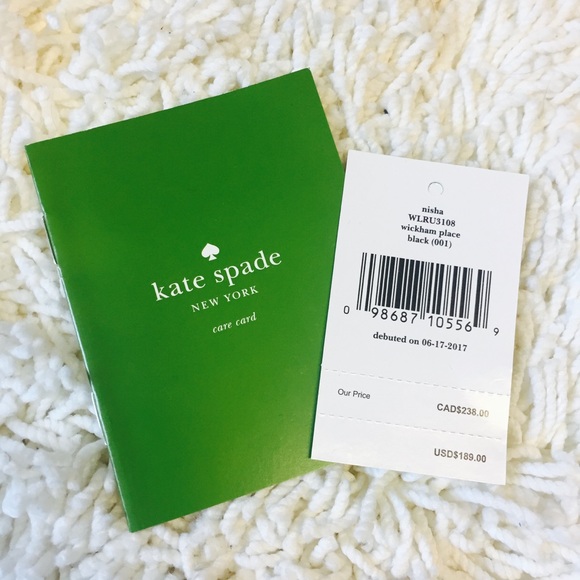 kate spade
NEW YORK
care card
nisha
WLRU3108
wickham place
black (001)
0 98687 10556 9
debuted on 06-17-2017
Our Price CAD$238.00
USD$189.00